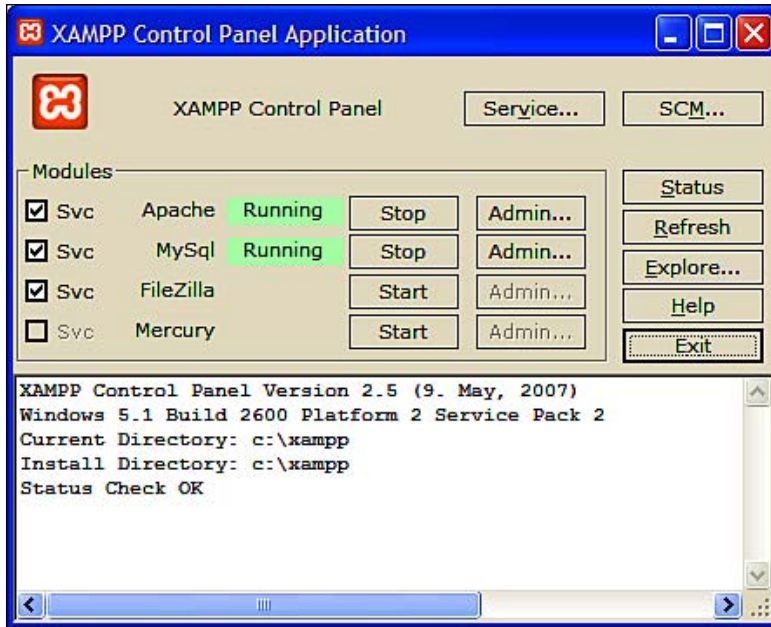 XAMPP Control Panel Application
XAMPP Control Panel Service... SCM...
Modules
Status
Svc Apache Running Stop Admin...
Refresh
Svc MySql Running Stop Admin...
Explore...
Svc FileZilla Start Admin...
Help
Svc Mercury Start Admin...
Exit
XAMPP Control Panel Version 2.5 (9. May, 2007)
Windows 5.1 Build 2600 Platform 2 Service Pack 2
Current Directory: c:\xampp
Install Directory: c:\xampp
Status Check OK